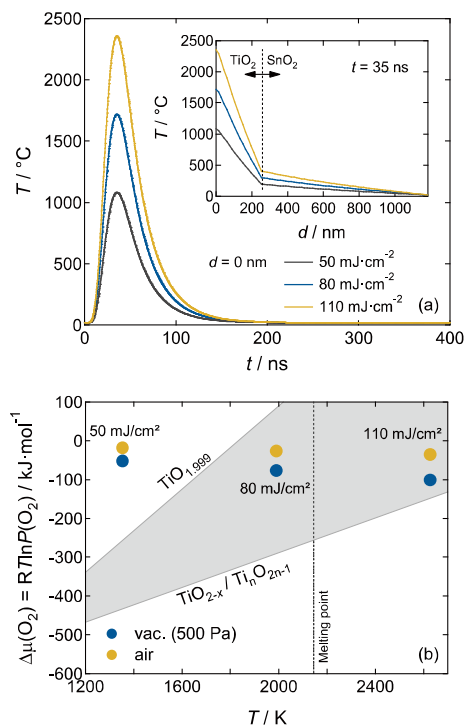 2500
2000
1500
1000
500
0
T / °C
0
100
200
300
400
t / ns
TiO₂
SnO₂
t = 35 ns
2500
2000
1500
1000
500
0
T / °C
0
200
400
600
800
1000
d / nm
d = 0 nm
50 mJ·cm⁻²
80 mJ·cm⁻²
110 mJ·cm⁻²
(a)
100
0
-100
-200
-300
-400
-500
-600
Δμ(O₂) = RTlnP(O₂) / kJ·mol⁻¹
50 mJ/cm²
TiO₁.₉₉₉
80 mJ/cm²
110 mJ/cm²
TiO₂₋ₓ / TiₙO₂ₙ₋₁
Melting point
vac. (500 Pa)
air
(b)
1200
1600
2000
2400
T / K